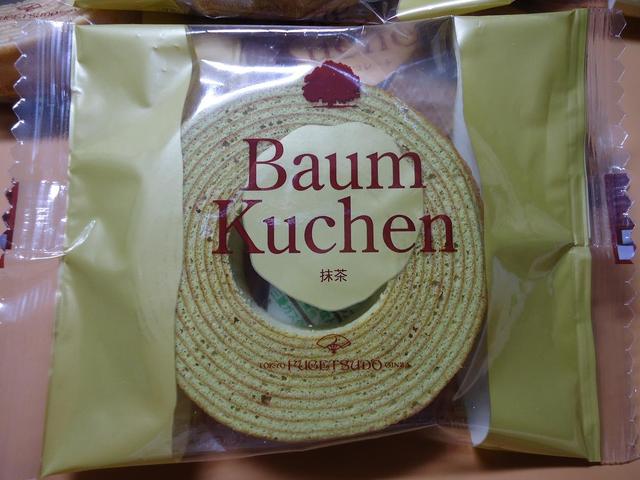 Baum
Kuchen
抹茶
TOKYO FUGETSUDO GINZA